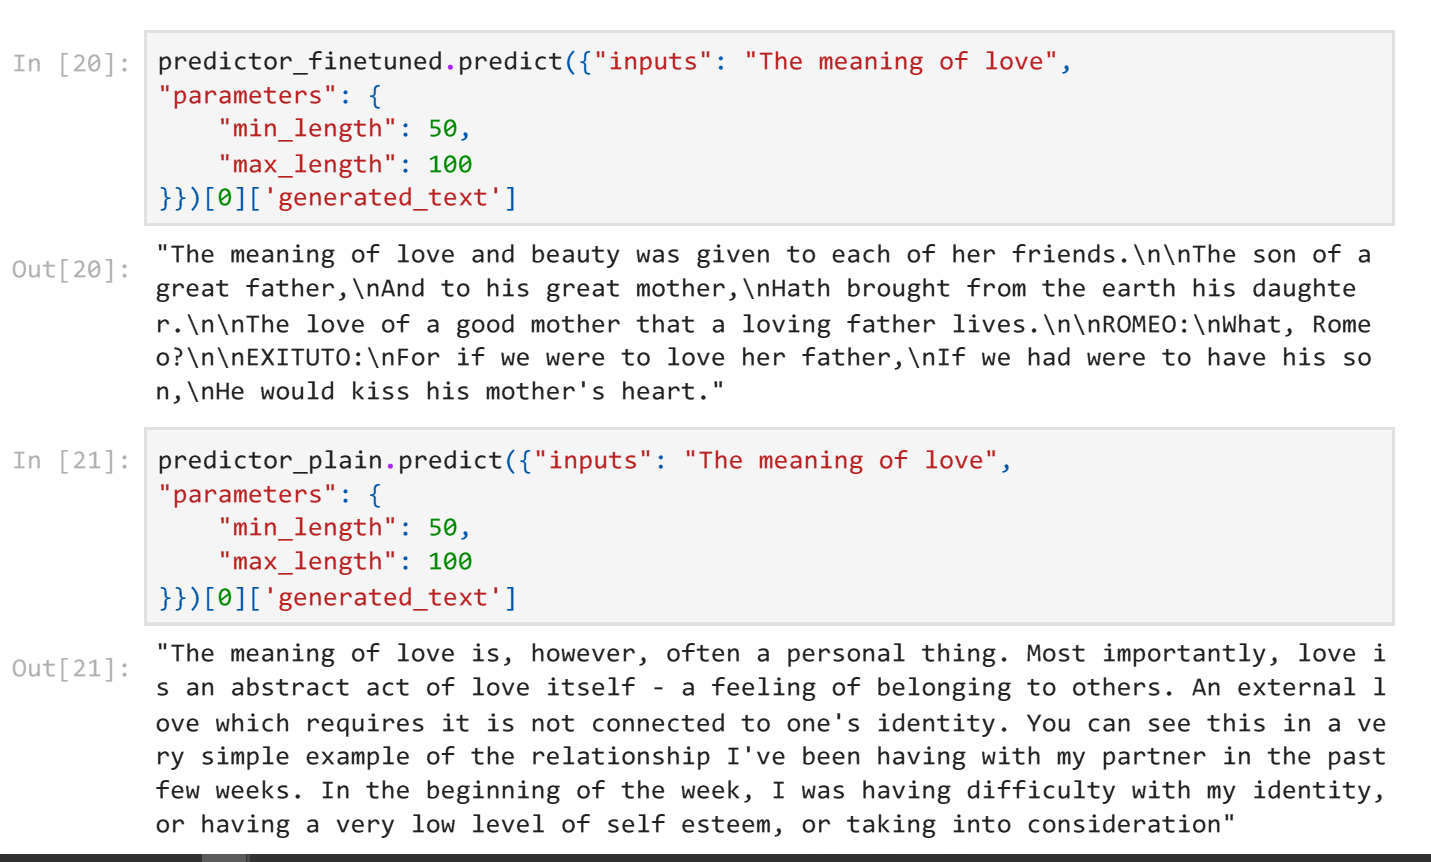 In [20]: predictor_finetuned.predict({"inputs": "The meaning of love",
"parameters": {
    "min_length": 50,
    "max_length": 100
}})[0]['generated_text']
Out[20]: "The meaning of love and beauty was given to each of her friends.\n\nThe son of a
great father,\nAnd to his great mother,\nHath brought from the earth his daughte
r.\n\nThe love of a good mother that a loving father lives.\n\nROMEO:\nWhat, Rome
o?\n\nEXITUTO:\nFor if we were to love her father,\nIf we had were to have his so
n,\nHe would kiss his mother's heart."
In [21]: predictor_plain.predict({"inputs": "The meaning of love",
"parameters": {
    "min_length": 50,
    "max_length": 100
}})[0]['generated_text']
Out[21]: "The meaning of love is, however, often a personal thing. Most importantly, love i
s an abstract act of love itself - a feeling of belonging to others. An external l
ove which requires it is not connected to one's identity. You can see this in a ve
ry simple example of the relationship I've been having with my partner in the past
few weeks. In the beginning of the week, I was having difficulty with my identity,
or having a very low level of self esteem, or taking into consideration"